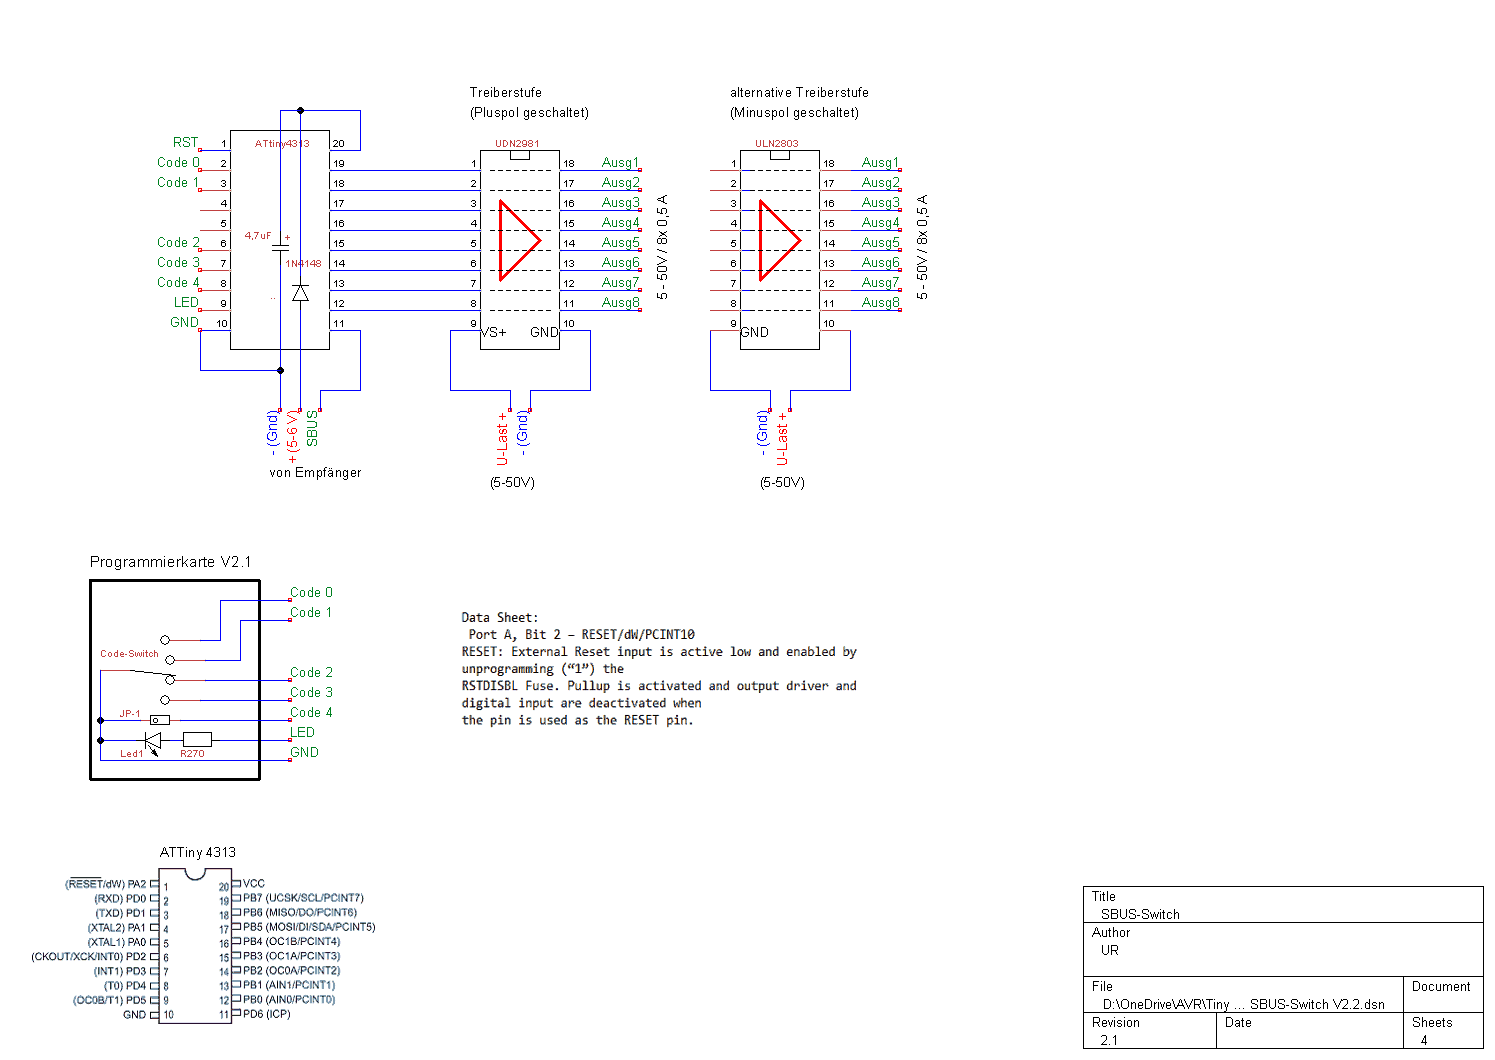 Treiberstufe
(Pluspol geschaltet)
alternative Treiberstufe
(Minuspol geschaltet)
ATtiny4313
RST 1
Code 0 2
Code 1 3
4
5
Code 2 6
Code 3 7
Code 4 8
LED 9
GND 10
20
19
18
17
16
15
14
13
12
11
4,7uF +
1N4148
- (Gnd)
+ (5-6 V)
SBUS
von Empfänger
UDN2981
1
2
3
4
5
6
7
8
9 VS+
18 Ausg1
17 Ausg2
16 Ausg3
15 Ausg4
14 Ausg5
13 Ausg6
12 Ausg7
11 Ausg8
GND 10
5 - 50V / 8x 0,5 A
U-Last +
- (Gnd)
(5-50V)
ULN2803
1
2
3
4
5
6
7
8
9 GND
18 Ausg1
17 Ausg2
16 Ausg3
15 Ausg4
14 Ausg5
13 Ausg6
12 Ausg7
11 Ausg8
10
5 - 50V / 8x 0,5 A
- (Gnd)
U-Last +
(5-50V)
Programmierkarte V2.1
Code-Switch
JP-1
Led1
R270
Code 0
Code 1
Code 2
Code 3
Code 4
LED
GND
Data Sheet:
Port A, Bit 2 – RESET/dW/PCINT10
RESET: External Reset input is active low and enabled by
unprogramming (“1”) the
RSTDISBL Fuse. Pullup is activated and output driver and
digital input are deactivated when
the pin is used as the RESET pin.
ATTiny 4313
(RESET/dW) PA2 1 20 VCC
(RXD) PD0 2 19 PB7 (UCSK/SCL/PCINT7)
(TXD) PD1 3 18 PB6 (MISO/DO/PCINT6)
(XTAL2) PA1 4 17 PB5 (MOSI/DI/SDA/PCINT5)
(XTAL1) PA0 5 16 PB4 (OC1B/PCINT4)
(CKOUT/XCK/INT0) PD2 6 15 PB3 (OC1A/PCINT3)
(INT1) PD3 7 14 PB2 (OC0A/PCINT2)
(T0) PD4 8 13 PB1 (AIN1/PCINT1)
(OC0B/T1) PD5 9 12 PB0 (AIN0/PCINT0)
GND 10 11 PD6 (ICP)
Title
SBUS-Switch
Author
UR
File
D:\OneDrive\AVR\Tiny ... SBUS-Switch V2.2.dsn
Document
Revision
2.1
Date
Sheets
4